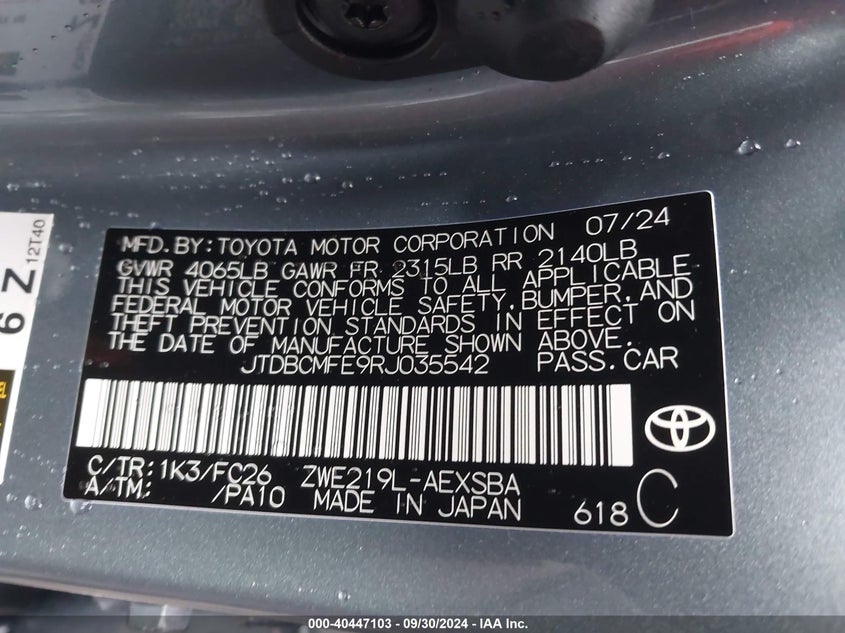 MFD. BY: TOYOTA MOTOR CORPORATION 07/24
GVWR 4065LB GAWR FR 2315LB RR 2140LB
THIS VEHICLE CONFORMS TO ALL APPLICABLE
FEDERAL MOTOR VEHICLE SAFETY, BUMPER, AND
THEFT PREVENTION STANDARDS IN EFFECT ON
THE DATE OF MANUFACTURE SHOWN ABOVE.
JTDBCMFE9RJ035542 PASS. CAR
C/TR: 1K3/FC26 ZWE219L-AEXSBA
A/TM: /PA10 MADE IN JAPAN 618 C
6 Z
12T40
000-40447103 - 09/30/2024 - IAA Inc.